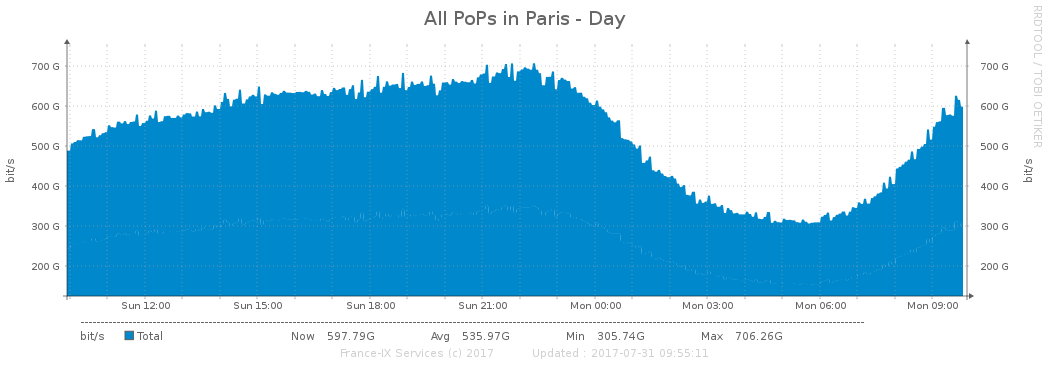 All PoPs in Paris - Day
RRDTOOL / TOBI OETIKER
bit/s
700 G
600 G
500 G
400 G
300 G
200 G
700 G
600 G
500 G
400 G
300 G
200 G
bit/s
Sun 12:00 Sun 15:00 Sun 18:00 Sun 21:00 Mon 00:00 Mon 03:00 Mon 06:00 Mon 09:00
bit/s Total Now 597.79G Avg 535.97G Min 305.74G Max 706.26G
France-IX Services (c) 2017 Updated : 2017-07-31 09:55:11